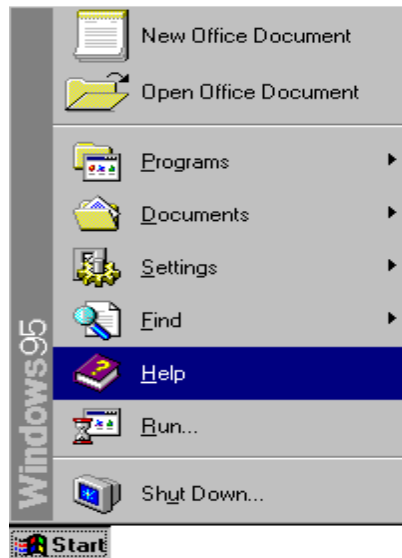 New Office Document
Open Office Document
Programs
Documents
Settings
Find
Help
Run...
Shut Down...
Windows95
Start